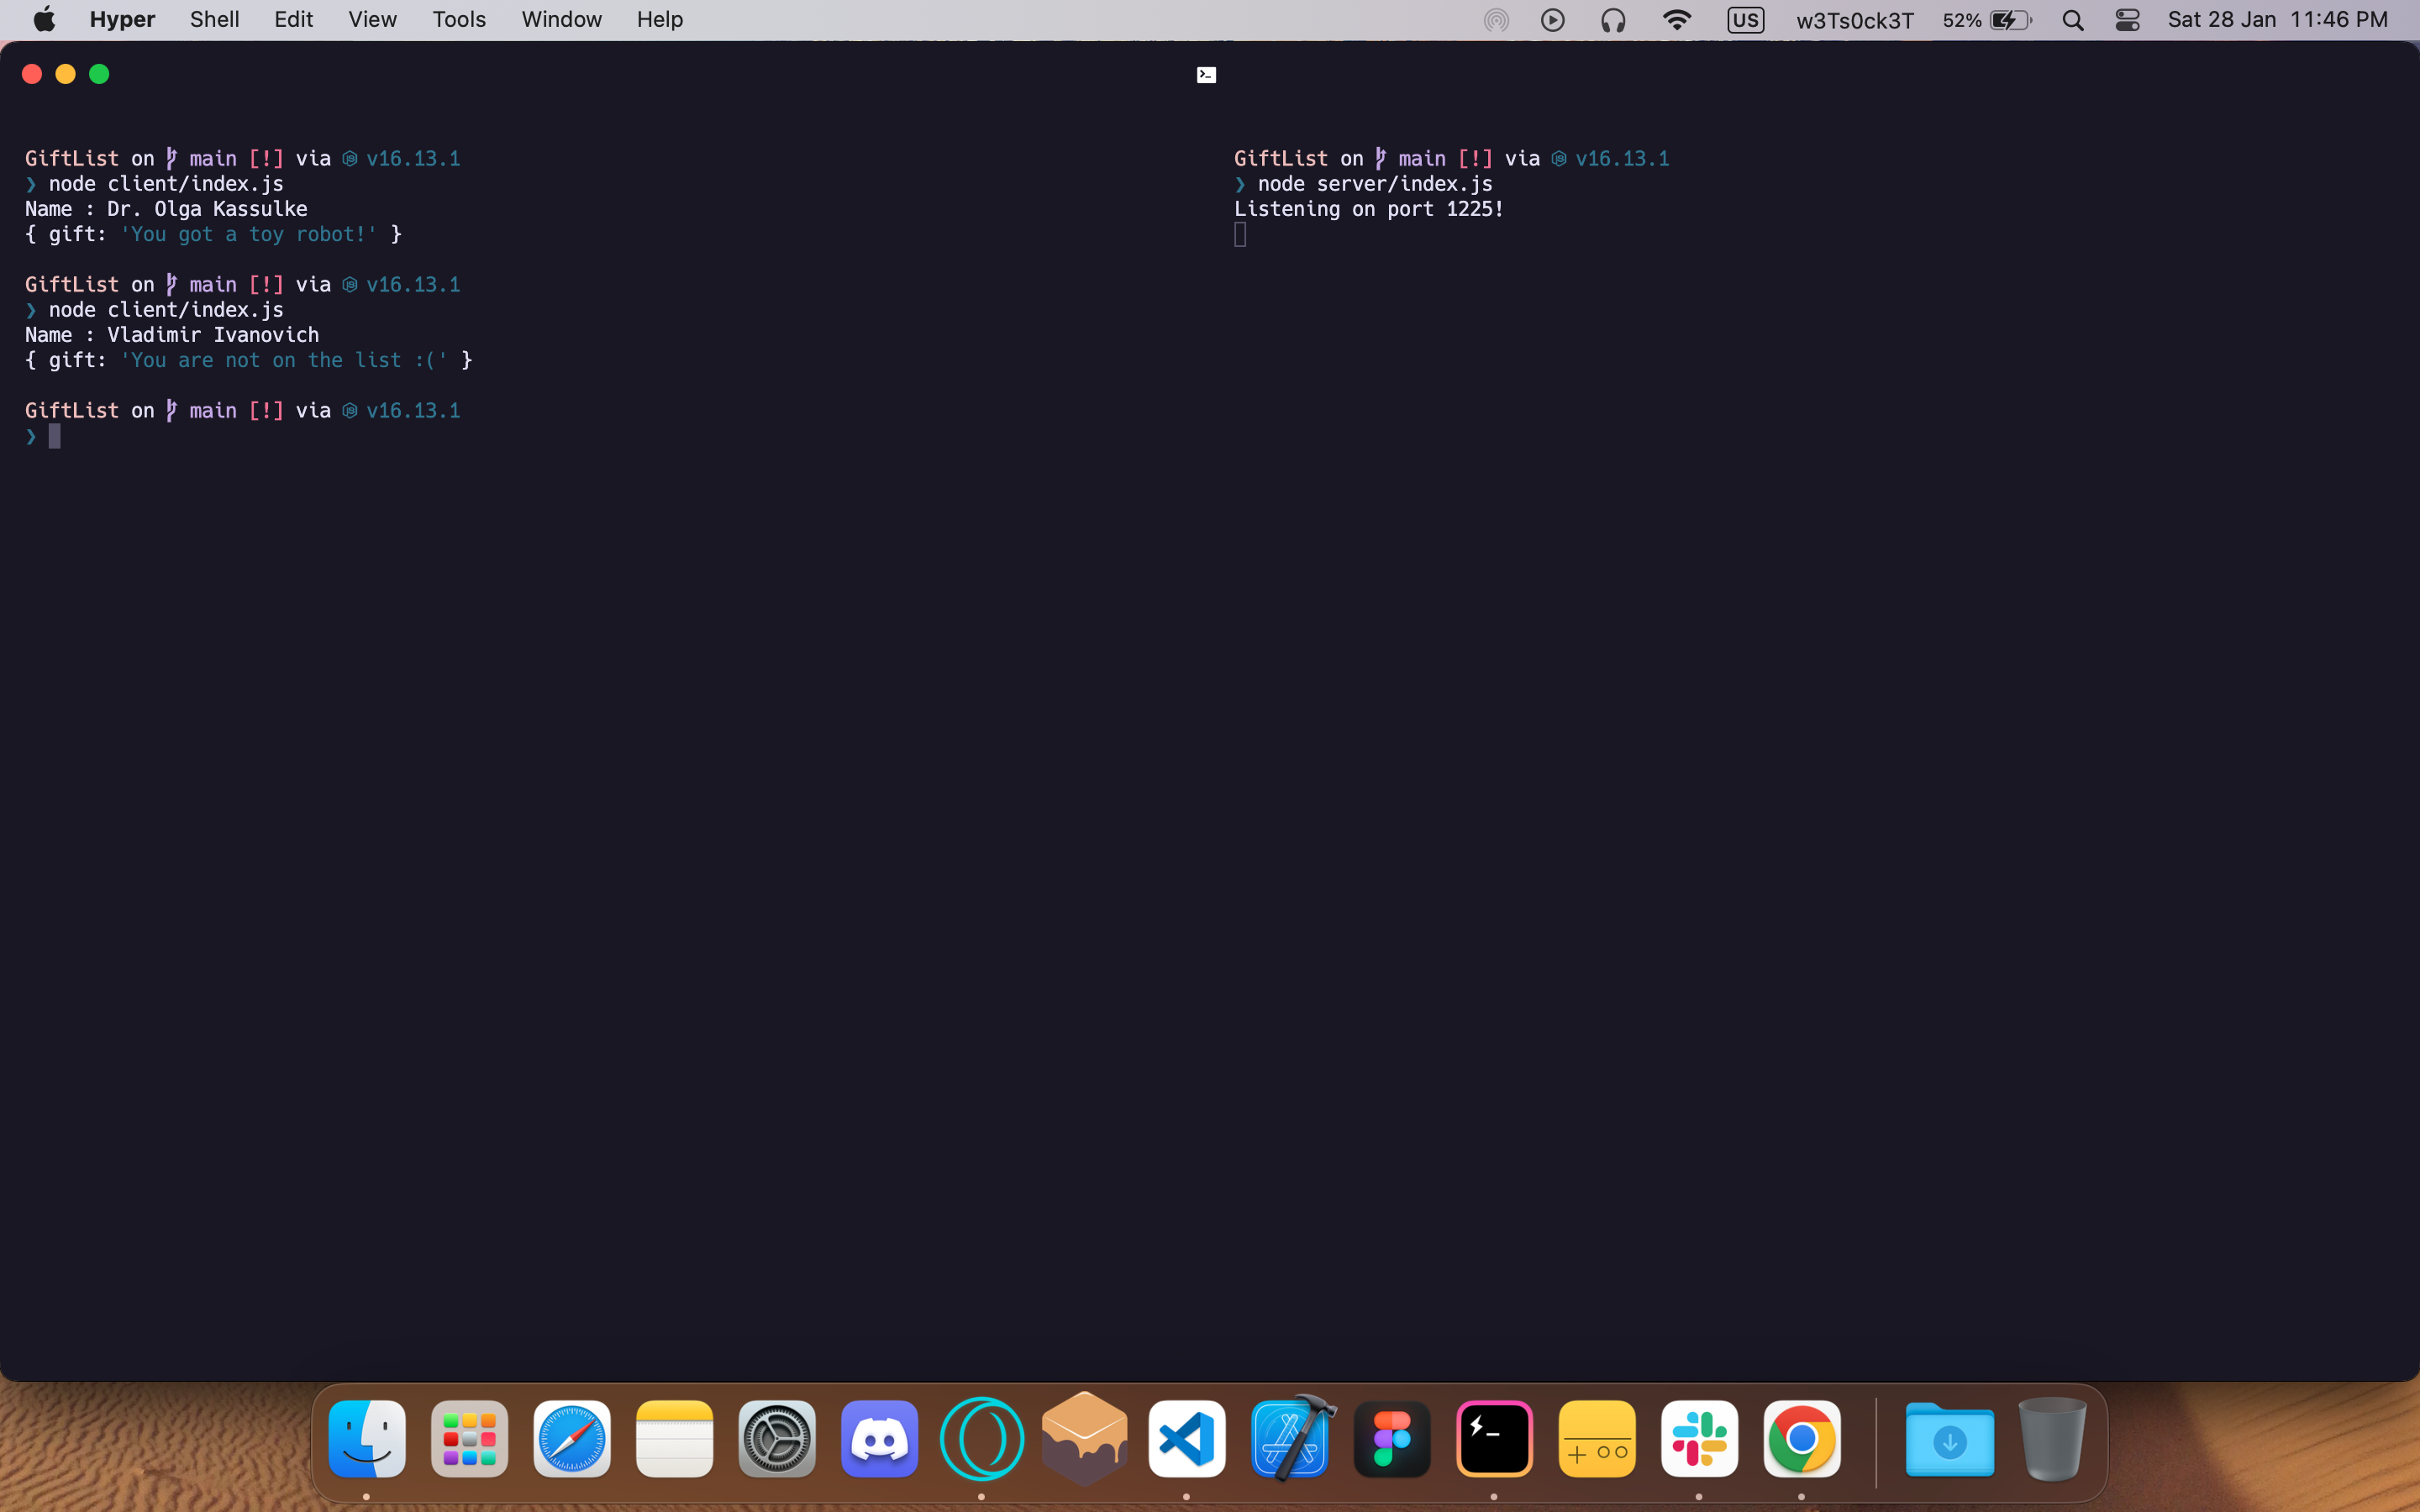 Hyper Shell Edit View Tools Window Help US w3Ts0ck3T 52% Sat 28 Jan 11:46 PM
GiftList on main [!] via v16.13.1
❯ node client/index.js
Name : Dr. Olga Kassulke
{ gift: 'You got a toy robot!' }
GiftList on main [!] via v16.13.1
❯ node client/index.js
Name : Vladimir Ivanovich
{ gift: 'You are not on the list :(' }
GiftList on main [!] via v16.13.1
❯
GiftList on main [!] via v16.13.1
❯ node server/index.js
Listening on port 1225!